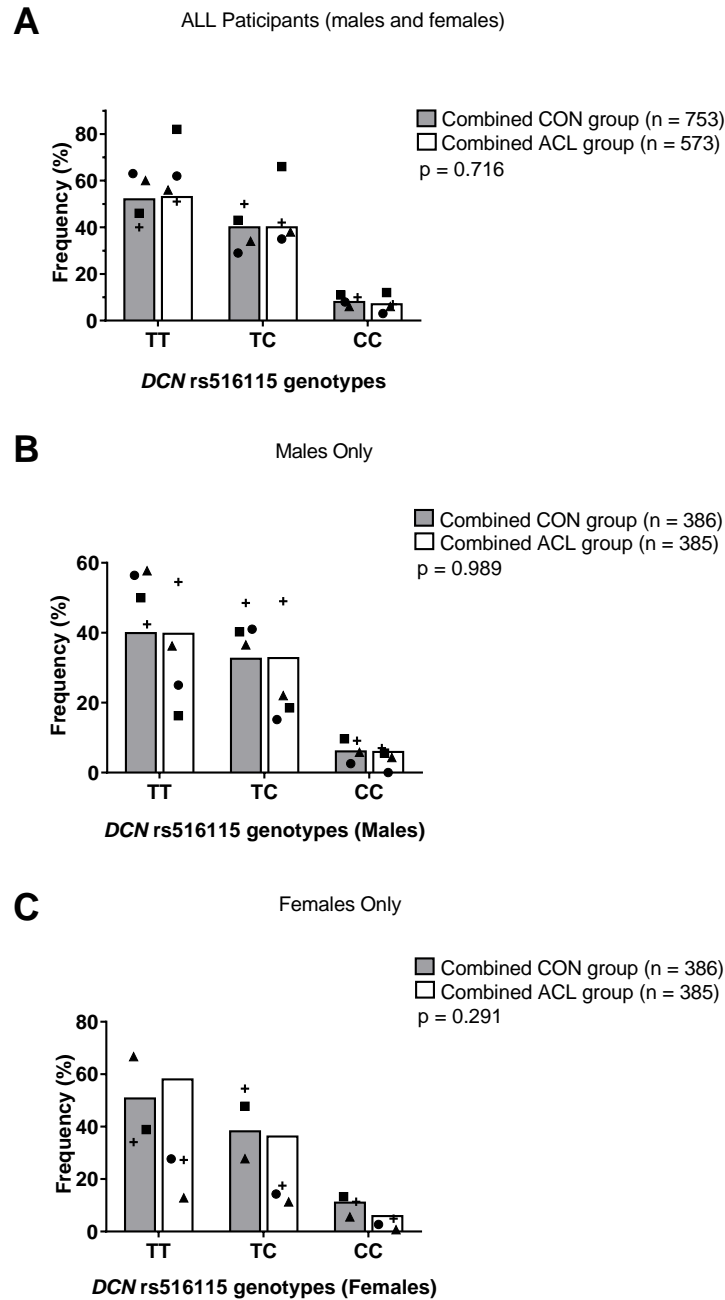 A
ALL Paticipants (males and females)
Combined CON group (n = 753)
Combined ACL group (n = 573)
p = 0.716
Frequency (%)
80
60
40
20
0
TT TC CC
DCN rs516115 genotypes
B
Males Only
Combined CON group (n = 386)
Combined ACL group (n = 385)
p = 0.989
Frequency (%)
60
40
20
0
TT TC CC
DCN rs516115 genotypes (Males)
C
Females Only
Combined CON group (n = 386)
Combined ACL group (n = 385)
p = 0.291
Frequency (%)
80
60
40
20
0
TT TC CC
DCN rs516115 genotypes (Females)